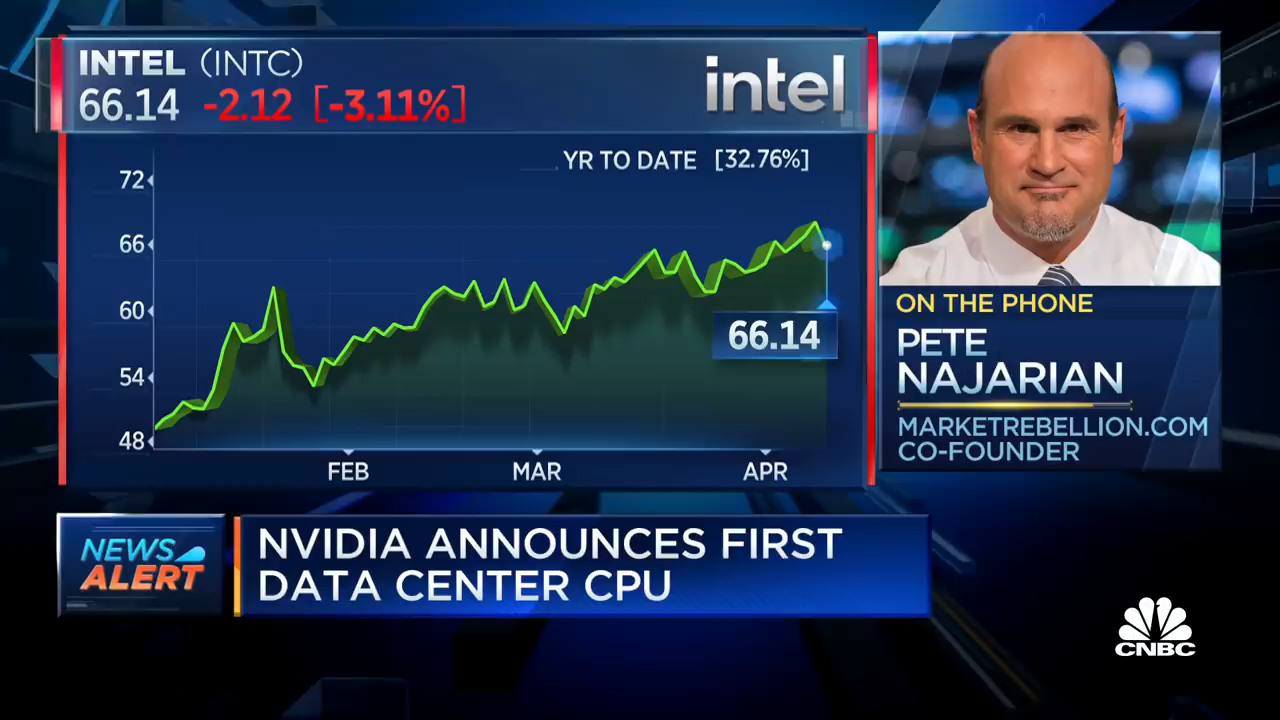 INTEL (INTC)
66.14 -2.12 [-3.11%]
intel
YR TO DATE [32.76%]
72
66
60
54
48
66.14
FEB MAR APR
ON THE PHONE
PETE
NAJARIAN
MARKETREBELLION.COM
CO-FOUNDER
NEWS
ALERT
NVIDIA ANNOUNCES FIRST
DATA CENTER CPU
CNBC